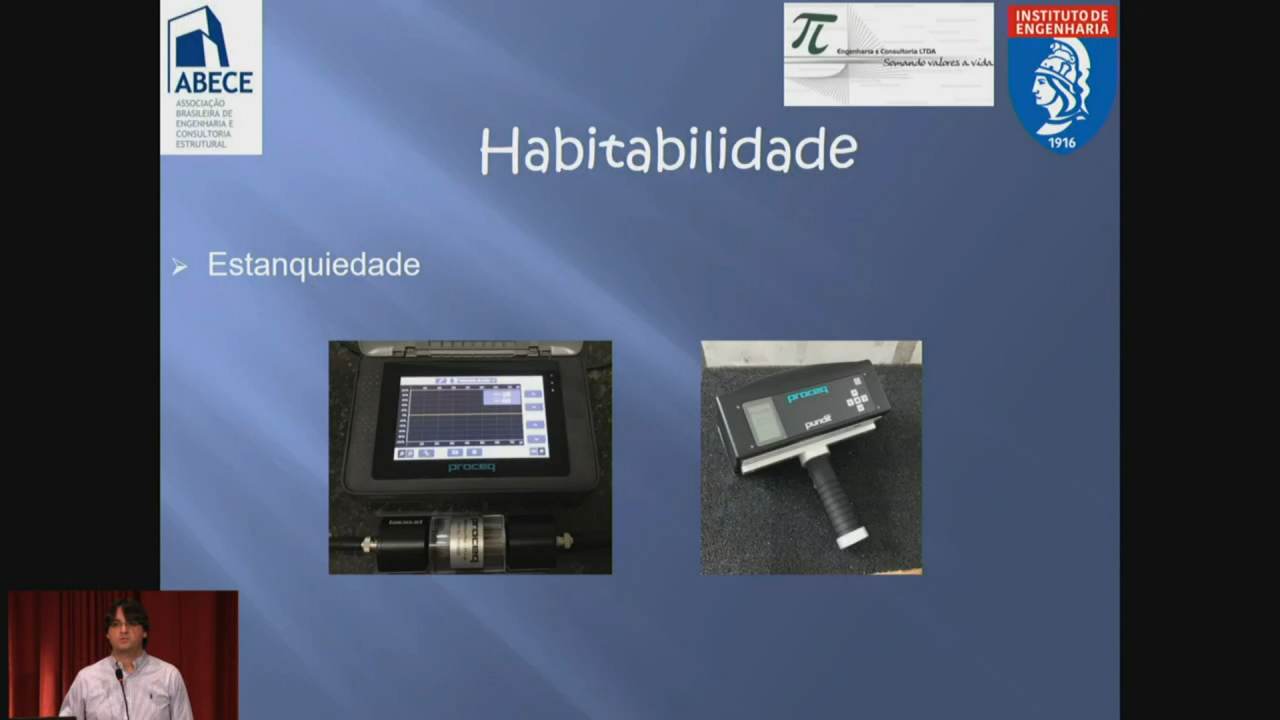 ABECE
ASSOCIAÇÃO
BRASILEIRA DE
ENGENHARIA E
CONSULTORIA
ESTRUTURAL
Engenharia e Consultoria LTDA
Somando valores a vida.
INSTITUTO DE
ENGENHARIA
1916
Habitabilidade
Estanquiedade
proceq
proceq
proceq
pundit